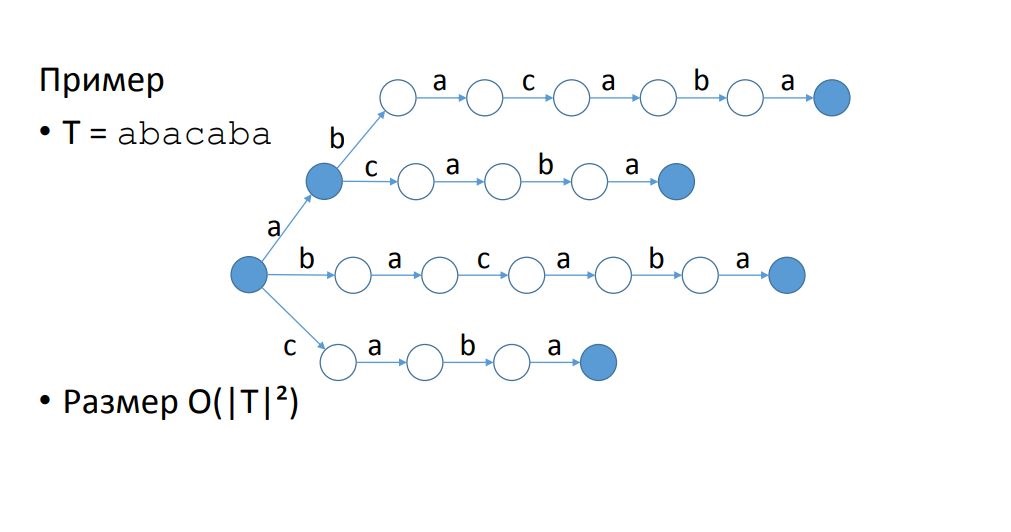 Пример
• T = abacaba
a c a b a
b
c a b a
a
b a c a b a
c a b a
• Размер O(|T|²)